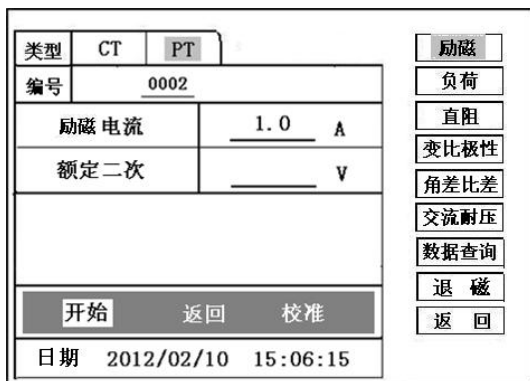 类型 CT PT
编号 0002
励磁电流 1.0 A
额定二次 V
开始 返回 校准
日期 2012/02/10 15:06:15
励磁
负荷
直阻
变比极性
角差比差
交流耐压
数据查询
退 磁
返 回